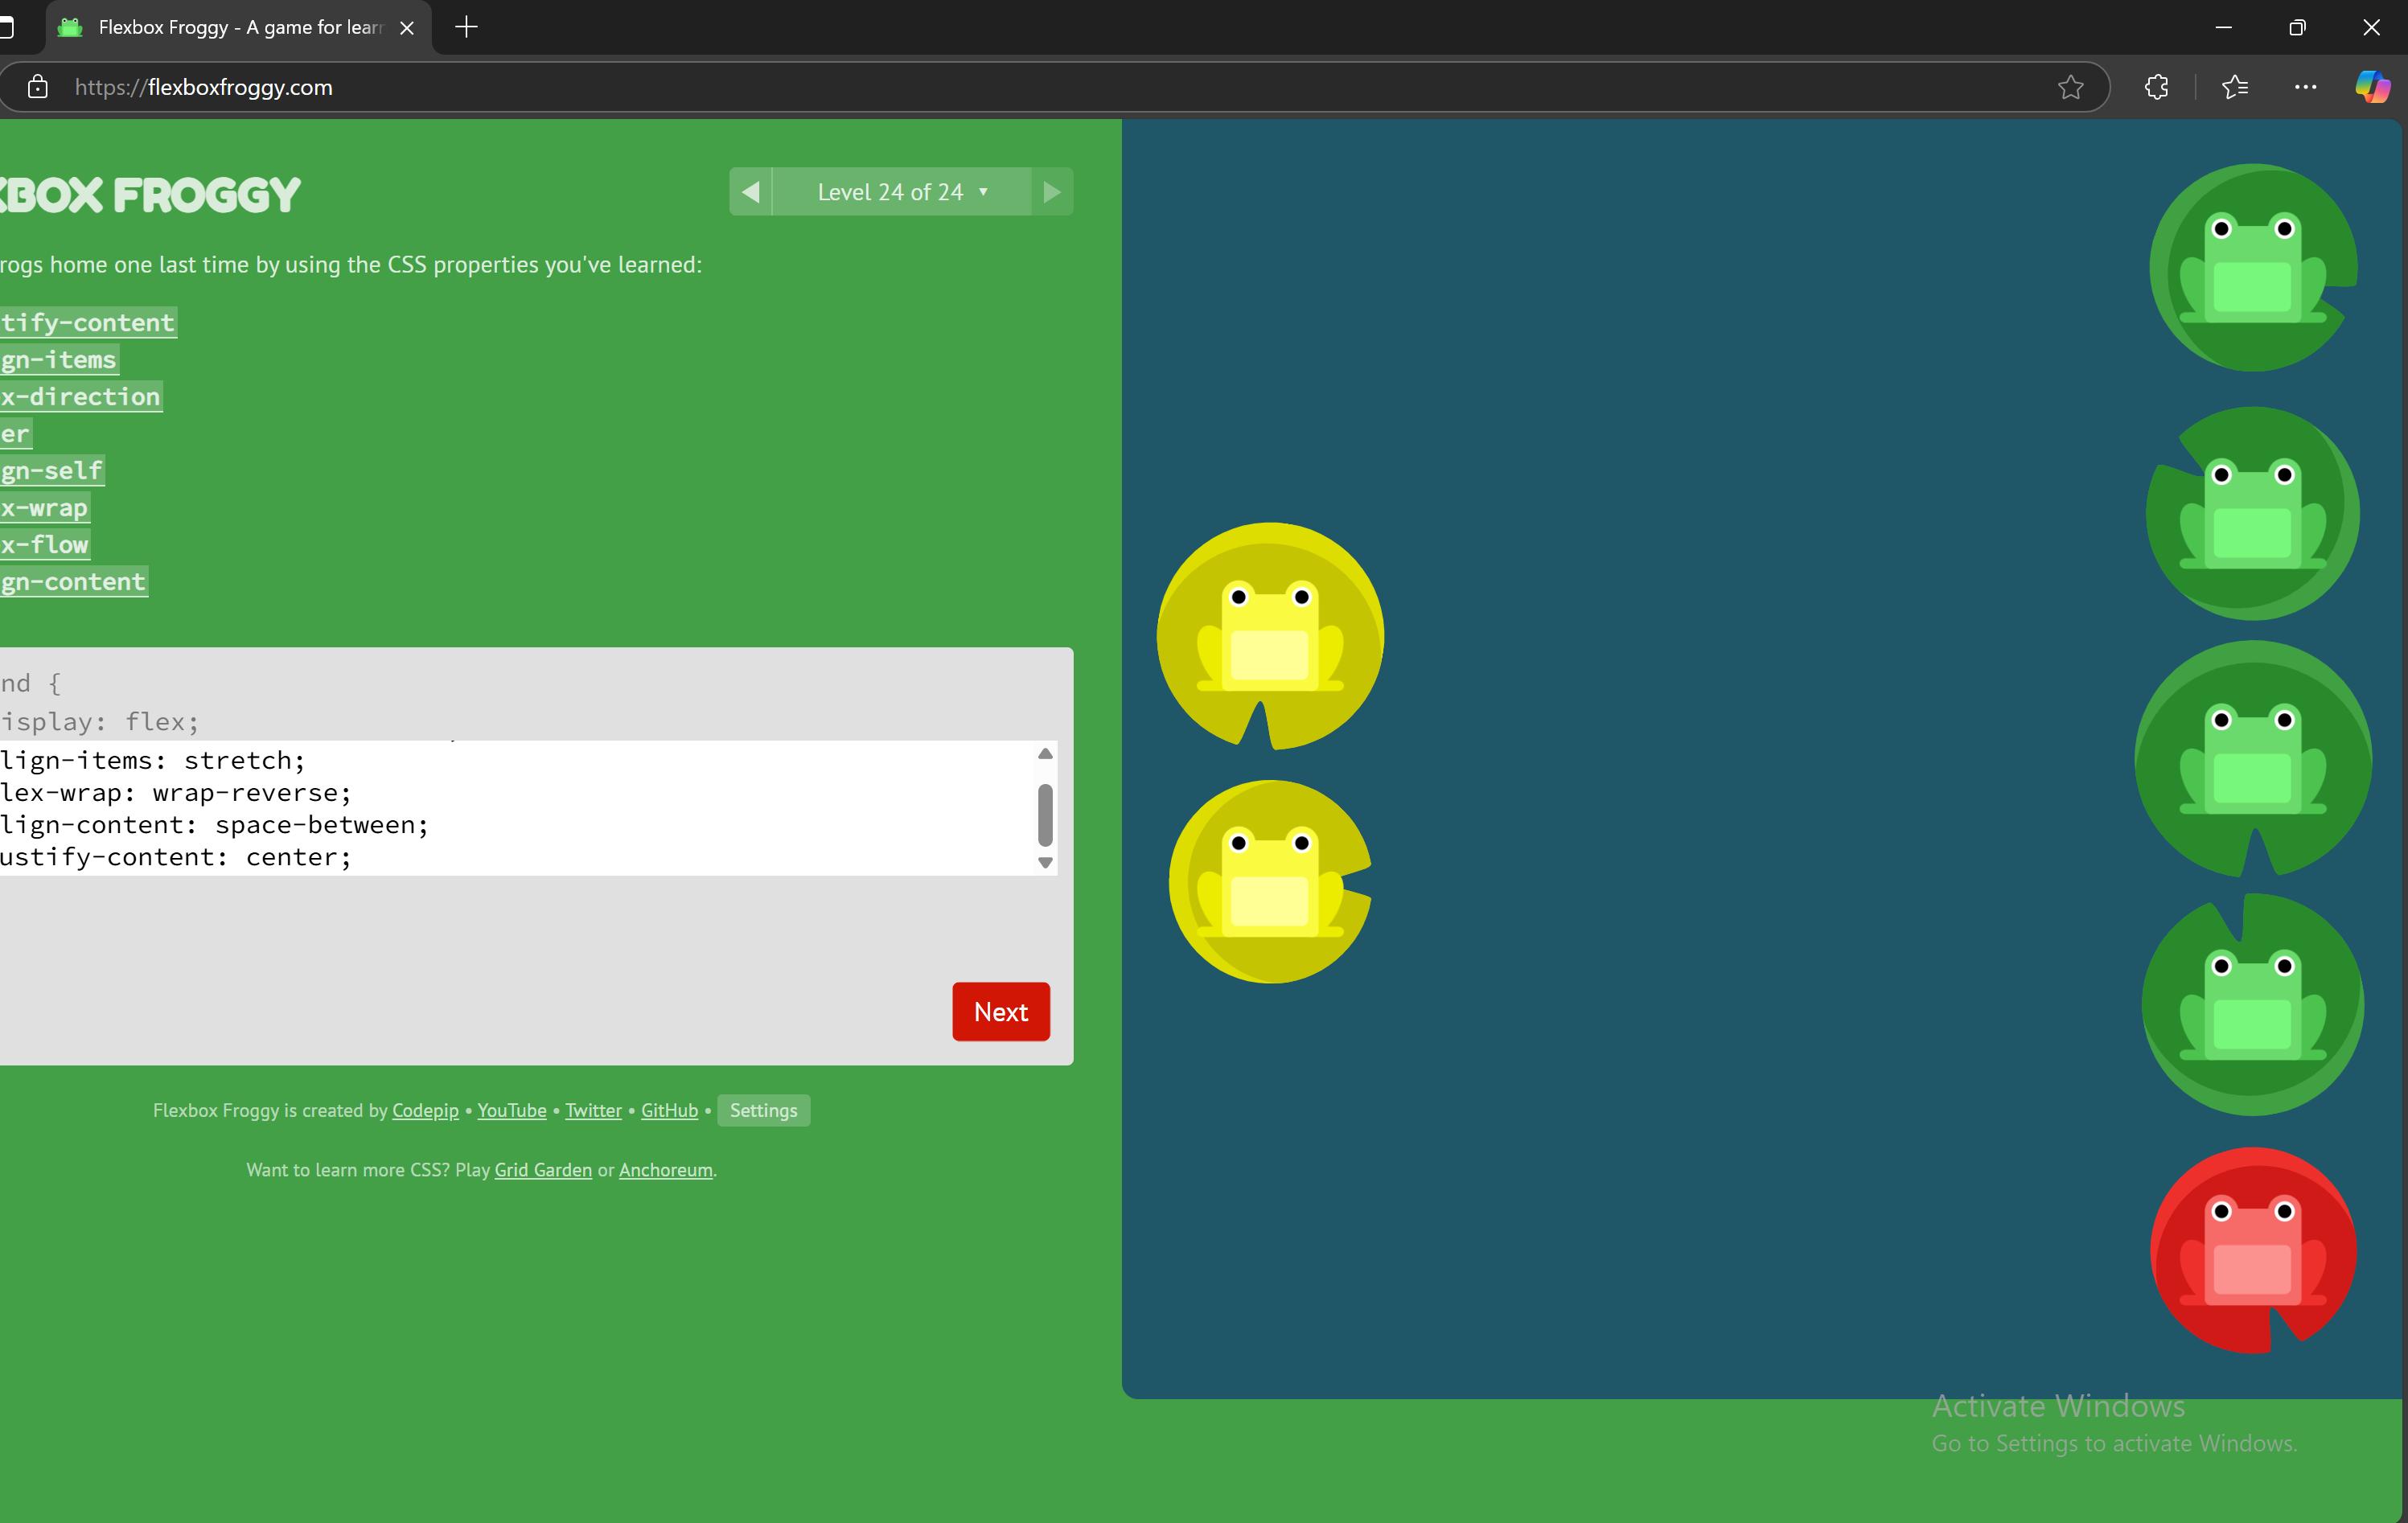 Flexbox Froggy - A game for lear
https://flexboxfroggy.com
XBOX FROGGY
Level 24 of 24 ▼
rogs home one last time by using the CSS properties you've learned:
tify-content
gn-items
x-direction
er
gn-self
x-wrap
x-flow
gn-content
nd {
isplay: flex;
lign-items: stretch;
lex-wrap: wrap-reverse;
lign-content: space-between;
ustify-content: center;
Next
Flexbox Froggy is created by Codepip • YouTube • Twitter • GitHub • Settings
Want to learn more CSS? Play Grid Garden or Anchoreum.
Activate Windows
Go to Settings to activate Windows.